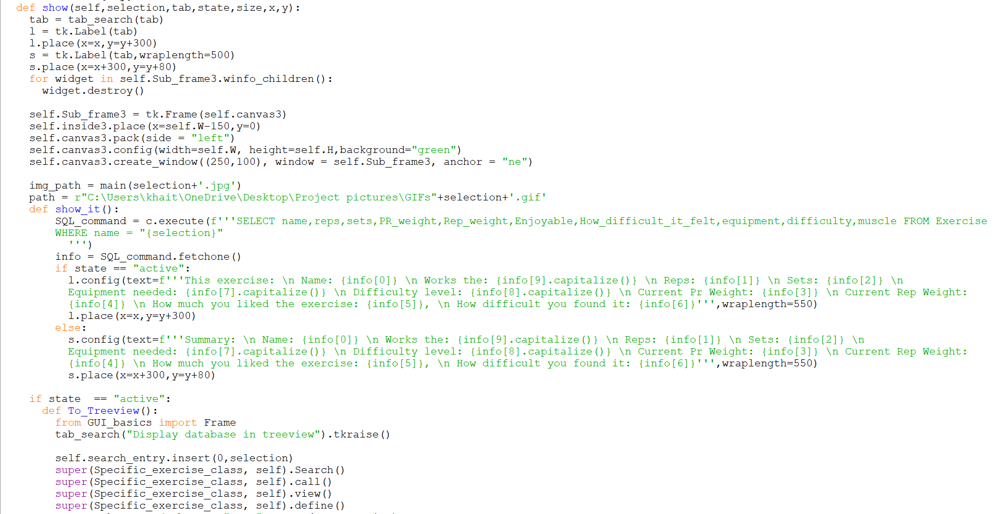 def show(self,selection,tab,state,size,x,y):
  tab = tab_search(tab)
  l = tk.Label(tab)
  l.place(x=x,y=y+300)
  s = tk.Label(tab,wraplength=500)
  s.place(x=x+300,y=y+80)
  for widget in self.Sub_frame3.winfo_children():
    widget.destroy()

  self.Sub_frame3 = tk.Frame(self.canvas3)
  self.inside3.place(x=self.W-150,y=0)
  self.canvas3.pack(side = "left")
  self.canvas3.config(width=self.W, height=self.H,background="green")
  self.canvas3.create_window((250,100), window = self.Sub_frame3, anchor = "ne")

  img_path = main(selection+'.jpg')
  path = r"C:\Users\khait\OneDrive\Desktop\Project pictures\GIFs"+selection+'.gif'
  def show_it():
      SQL_command = c.execute(f'''SELECT name,reps,sets,PR_weight,Rep_weight,Enjoyable,How_difficult_it_felt,equipment,difficulty,muscle FROM Exercise
      WHERE name = "{selection}"
        ''')
      info = SQL_command.fetchone()
      if state == "active":
        l.config(text=f'''This exercise: \n Name: {info[0]} \n Works the: {info[9].capitalize()} \n Reps: {info[1]} \n Sets: {info[2]} \n
        Equipment needed: {info[7].capitalize()} \n Difficulty level: {info[8].capitalize()} \n Current Pr Weight: {info[3]} \n Current Rep Weight:
        {info[4]} \n How much you liked the exercise: {info[5]}, \n How difficult you found it: {info[6]}''',wraplength=550)
        l.place(x=x,y=y+300)
      else:
        s.config(text=f'''Summary: \n Name: {info[0]} \n Works the: {info[9].capitalize()} \n Reps: {info[1]} \n Sets: {info[2]} \n
        Equipment needed: {info[7].capitalize()} \n Difficulty level: {info[8].capitalize()} \n Current Pr Weight: {info[3]} \n Current Rep Weight:
        {info[4]} \n How much you liked the exercise: {info[5]}, \n How difficult you found it: {info[6]}''',wraplength=550)
        s.place(x=x+300,y=y+80)

  if state  == "active":
    def To_Treeview():
      from GUI_basics import Frame
      tab_search("Display database in treeview").tkraise()

      self.search_entry.insert(0,selection)
      super(Specific_exercise_class, self).Search()
      super(Specific_exercise_class, self).call()
      super(Specific_exercise_class, self).view()
      super(Specific_exercise_class, self).define()